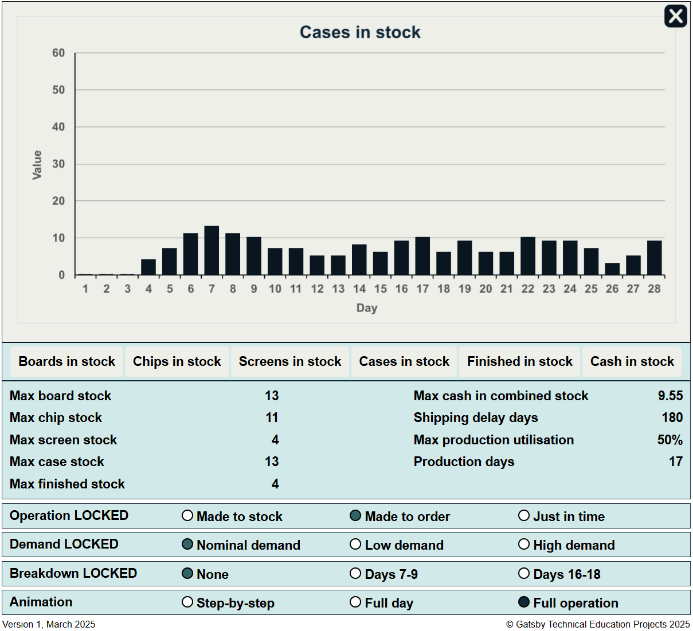 Cases in stock
60
50
40
30
20
10
0
Value
1 2 3 4 5 6 7 8 9 10 11 12 13 14 15 16 17 18 19 20 21 22 23 24 25 26 27 28
Day
Boards in stock Chips in stock Screens in stock Cases in stock Finished in stock Cash in stock
Max board stock 13 Max cash in combined stock 9.55
Max chip stock 11 Shipping delay days 180
Max screen stock 4 Max production utilisation 50%
Max case stock 13 Production days 17
Max finished stock 4
Operation LOCKED Made to stock Made to order Just in time
Demand LOCKED Nominal demand Low demand High demand
Breakdown LOCKED None Days 7-9 Days 16-18
Animation Step-by-step Full day Full operation
Version 1, March 2025 © Gatsby Technical Education Projects 2025